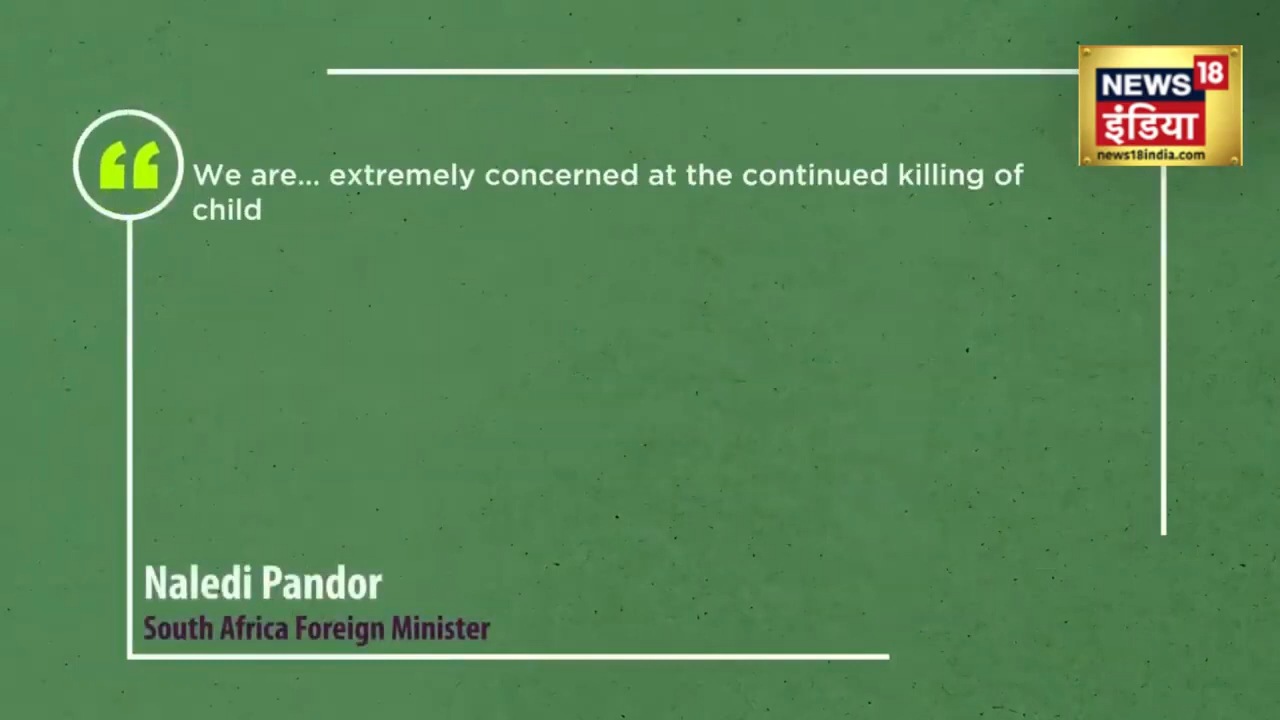 NEWS 18
इंडिया
news18india.com
We are... extremely concerned at the continued killing of
child
Naledi Pandor
South Africa Foreign Minister